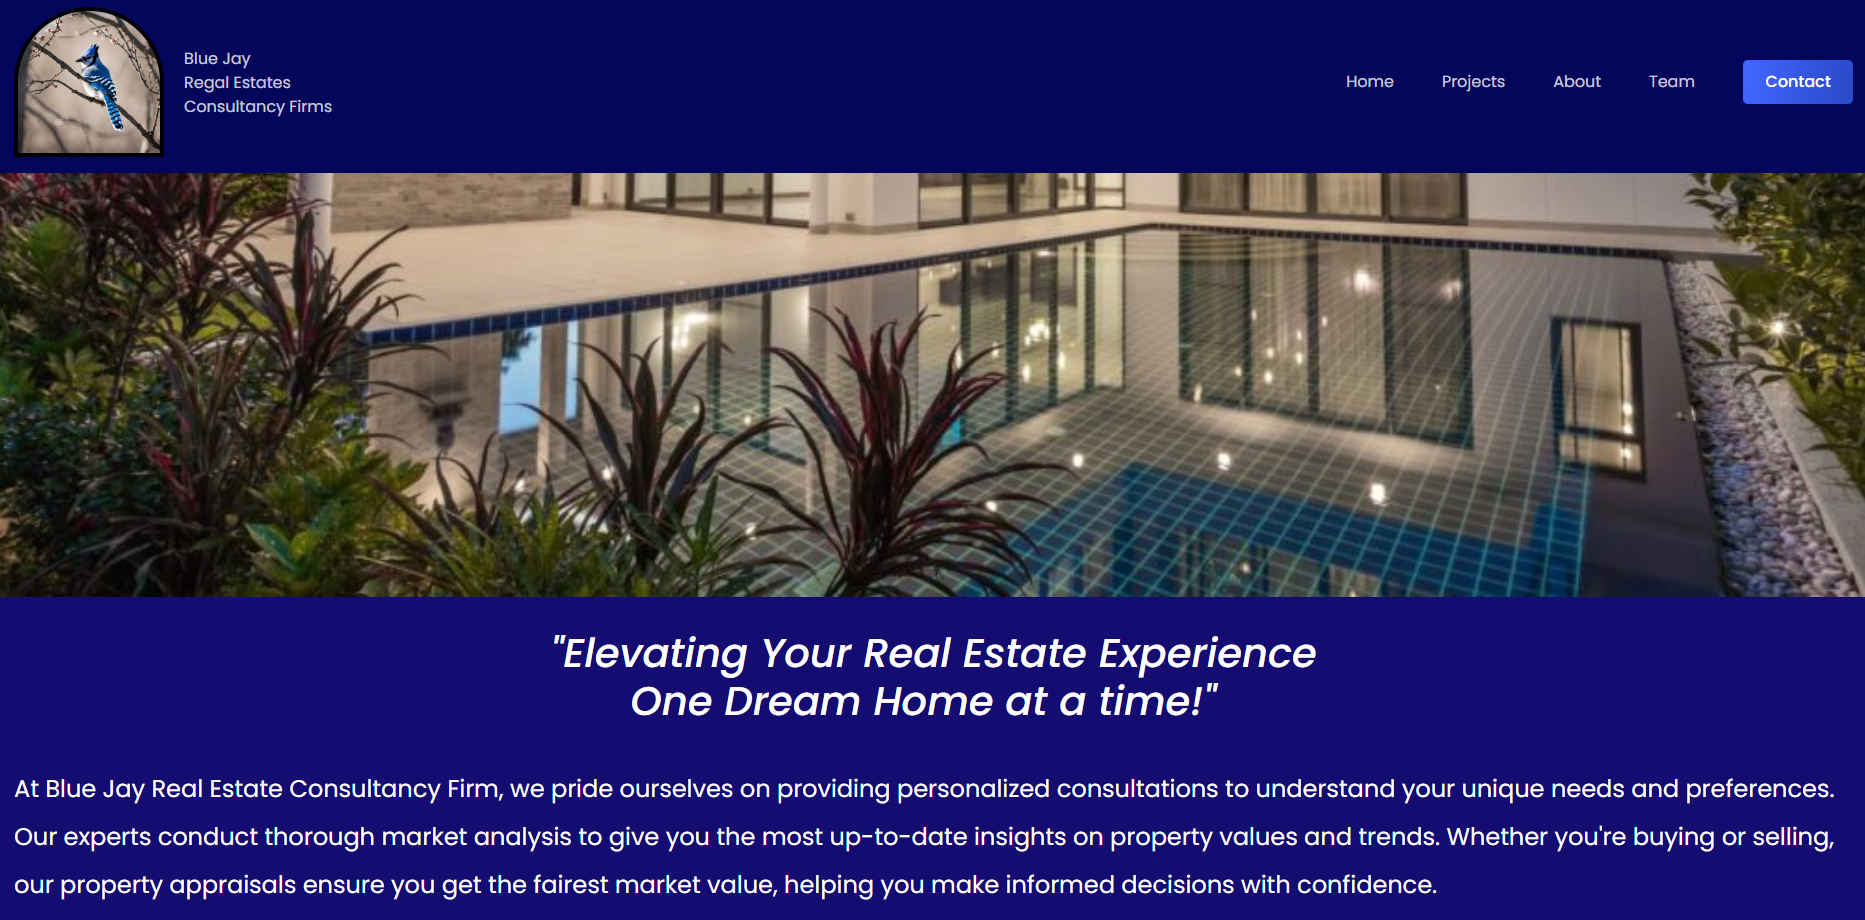 Blue Jay
Regal Estates
Consultancy Firms
Home Projects About Team Contact
"Elevating Your Real Estate Experience
One Dream Home at a time!"
At Blue Jay Real Estate Consultancy Firm, we pride ourselves on providing personalized consultations to understand your unique needs and preferences.
Our experts conduct thorough market analysis to give you the most up-to-date insights on property values and trends. Whether you're buying or selling,
our property appraisals ensure you get the fairest market value, helping you make informed decisions with confidence.